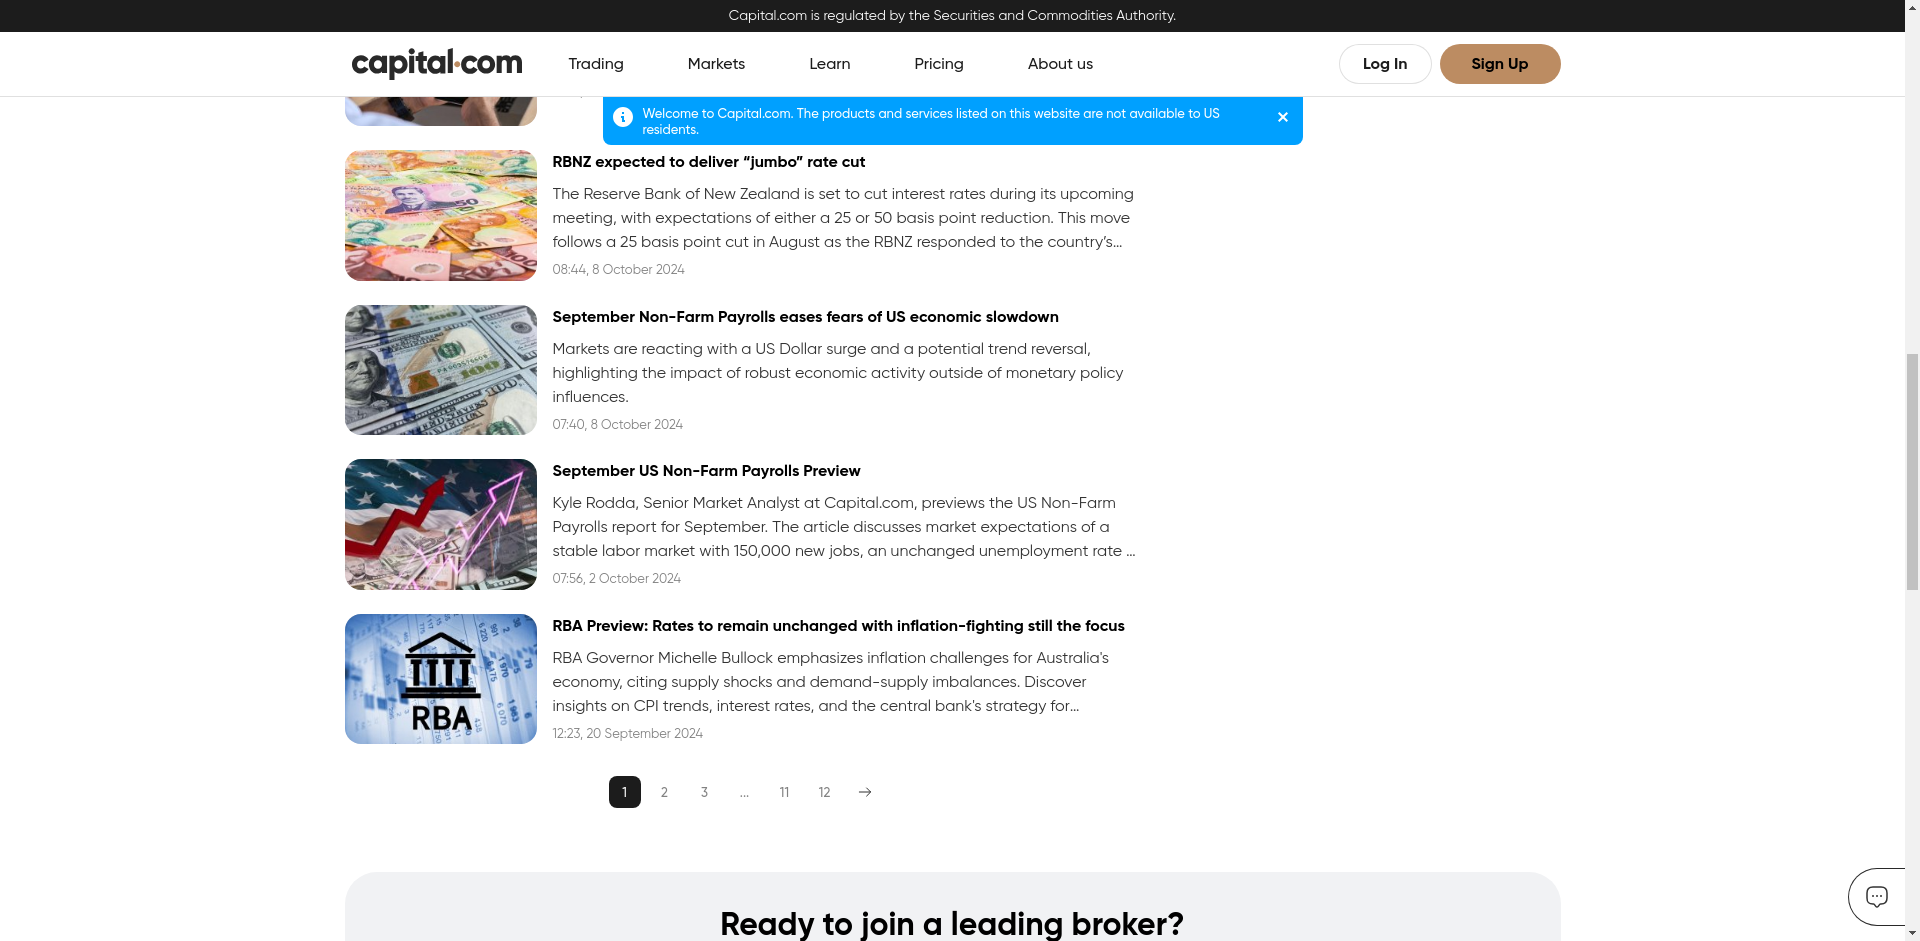 Capital.com is regulated by the Securities and Commodities Authority.
capital.com
Trading
Markets
Learn
Pricing
About us
Log In
Sign Up
Welcome to Capital.com. The products and services listed on this website are not available to US
residents.
RBNZ expected to deliver “jumbo” rate cut
The Reserve Bank of New Zealand is set to cut interest rates during its upcoming
meeting, with expectations of either a 25 or 50 basis point reduction. This move
follows a 25 basis point cut in August as the RBNZ responded to the country’s...
08:44, 8 October 2024
September Non-Farm Payrolls eases fears of US economic slowdown
Markets are reacting with a US Dollar surge and a potential trend reversal,
highlighting the impact of robust economic activity outside of monetary policy
influences.
07:40, 8 October 2024
September US Non-Farm Payrolls Preview
Kyle Rodda, Senior Market Analyst at Capital.com, previews the US Non-Farm
Payrolls report for September. The article discusses market expectations of a
stable labor market with 150,000 new jobs, an unchanged unemployment rate ...
07:56, 2 October 2024
RBA
RBA Preview: Rates to remain unchanged with inflation-fighting still the focus
RBA Governor Michelle Bullock emphasizes inflation challenges for Australia's
economy, citing supply shocks and demand-supply imbalances. Discover
insights on CPI trends, interest rates, and the central bank's strategy for...
12:23, 20 September 2024
1
2
3
...
11
12
Ready to join a leading broker?